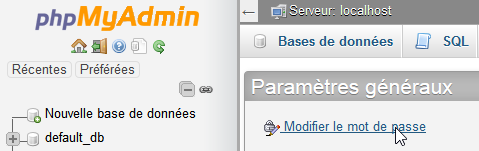 phpMyAdmin
Récentes Préférées
Nouvelle base de données
default_db
Serveur: localhost
Bases de données SQL
Paramètres généraux
Modifier le mot de passe